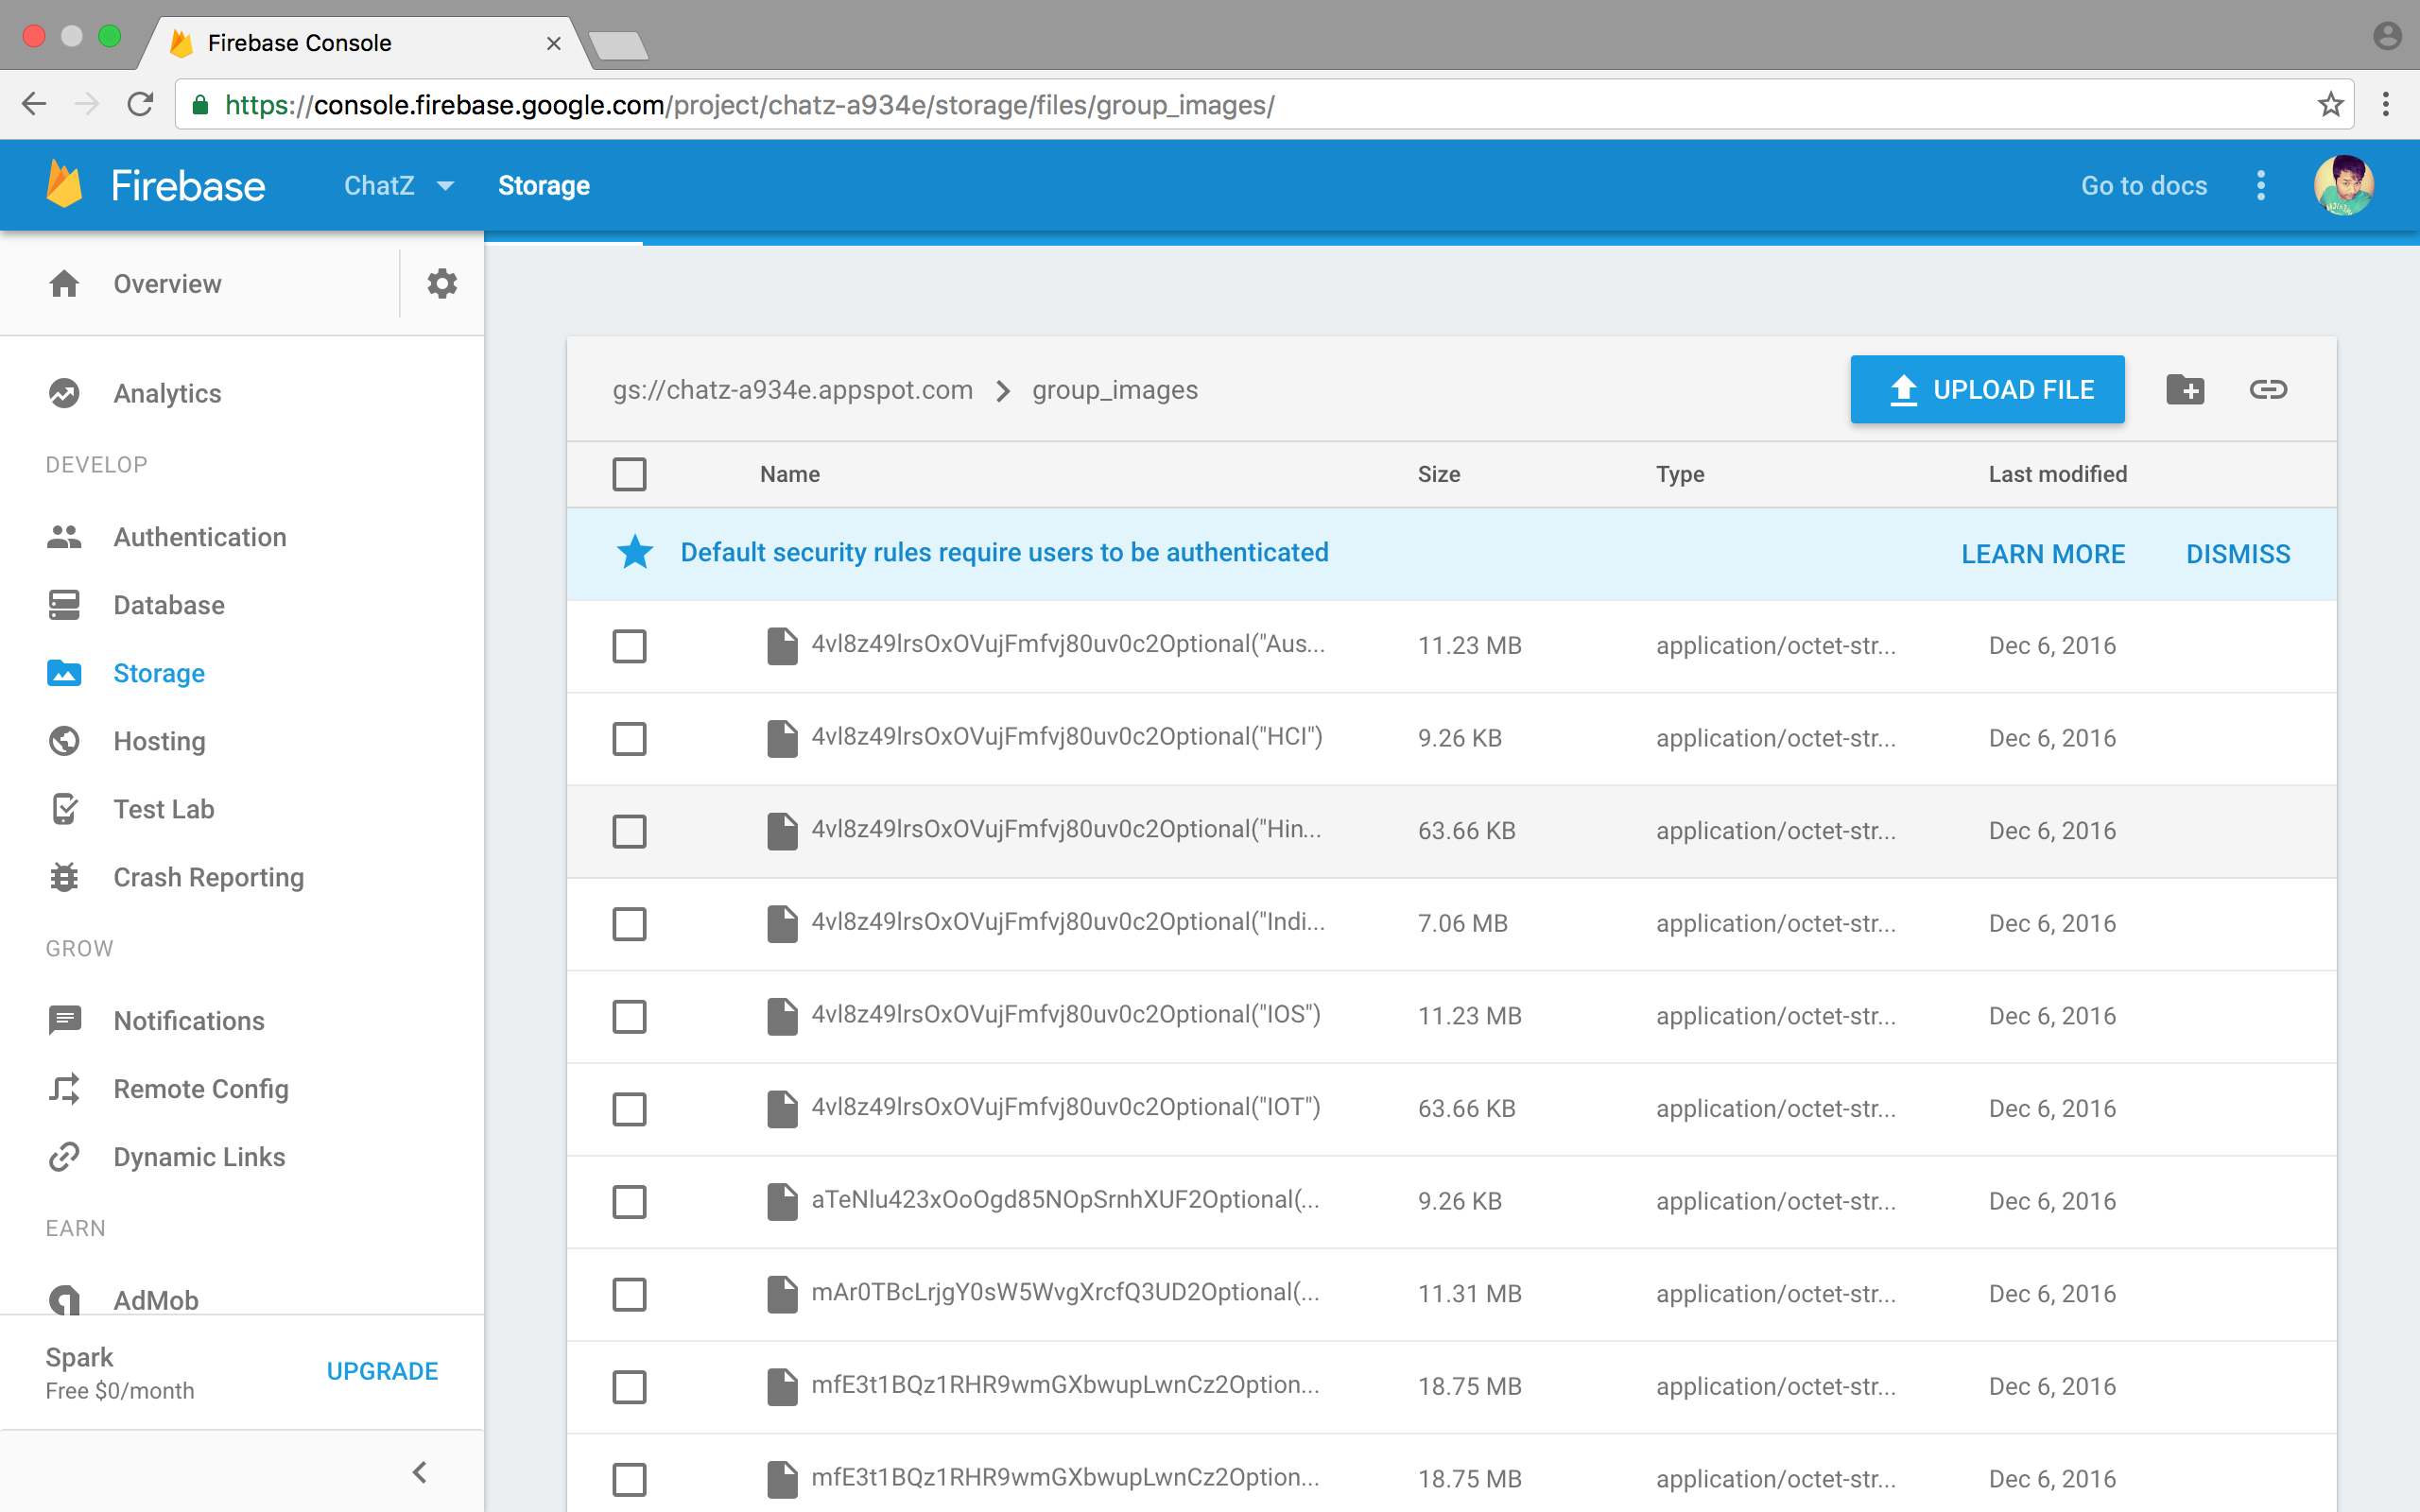 Firebase Console
https://console.firebase.google.com/project/chatz-a934e/storage/files/group_images/
Firebase ChatZ Storage Go to docs
Overview
Analytics
DEVELOP
Authentication
Database
Storage
Hosting
Test Lab
Crash Reporting
GROW
Notifications
Remote Config
Dynamic Links
EARN
AdMob
Spark
Free $0/month
UPGRADE
gs://chatz-a934e.appspot.com group_images UPLOAD FILE
Name Size Type Last modified
Default security rules require users to be authenticated LEARN MORE DISMISS
4vl8z49lrsOxOVujFmfvj80uv0c2Optional("Aus... 11.23 MB application/octet-str... Dec 6, 2016
4vl8z49lrsOxOVujFmfvj80uv0c2Optional("HCI") 9.26 KB application/octet-str... Dec 6, 2016
4vl8z49lrsOxOVujFmfvj80uv0c2Optional("Hin... 63.66 KB application/octet-str... Dec 6, 2016
4vl8z49lrsOxOVujFmfvj80uv0c2Optional("Indi... 7.06 MB application/octet-str... Dec 6, 2016
4vl8z49lrsOxOVujFmfvj80uv0c2Optional("IOS") 11.23 MB application/octet-str... Dec 6, 2016
4vl8z49lrsOxOVujFmfvj80uv0c2Optional("IOT") 63.66 KB application/octet-str... Dec 6, 2016
aTeNlu423xOoOgd85NOpSrnhXUF2Optional(... 9.26 KB application/octet-str... Dec 6, 2016
mAr0TBcLrjgY0sW5WvgXrcfQ3UD2Optional(... 11.31 MB application/octet-str... Dec 6, 2016
mfE3t1BQz1RHR9wmGXbwupLwnCz2Option... 18.75 MB application/octet-str... Dec 6, 2016
mfE3t1BQz1RHR9wmGXbwupLwnCz2Option... 18.75 MB application/octet-str... Dec 6, 2016